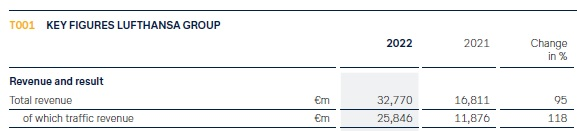 T001 KEY FIGURES LUFTHANSA GROUP
2022 2021 Change
in %
Revenue and result
Total revenue €m 32,770 16,811 95
of which traffic revenue €m 25,846 11,876 118